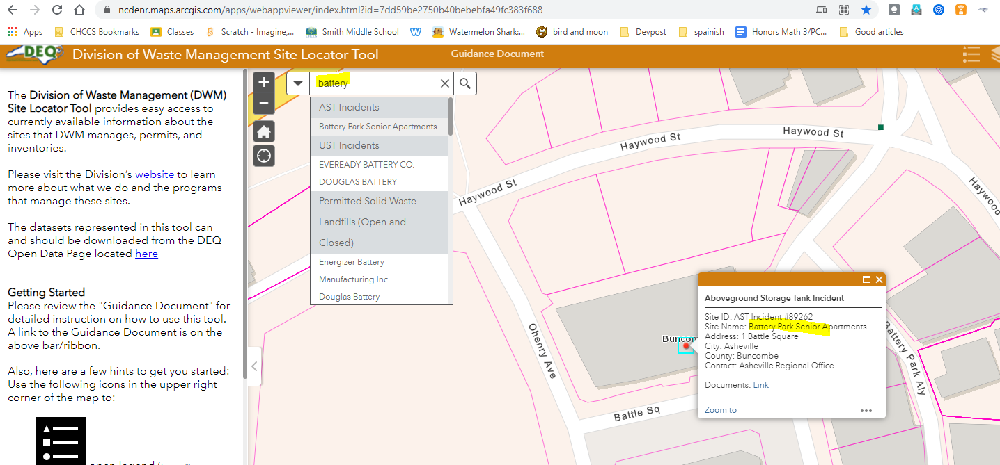 ncdenr.maps.arcgis.com/apps/webappviewer/index.html?id=7dd59be2750b40bebebfa49fc383f688
Apps CHCCS Bookmarks Classes Scratch - Imagine,... Smith Middle School Watermelon Shark:... bird and moon Devpost spainish Honors Math 3/PC... Good articles
DEQ Division of Waste Management Site Locator Tool Guidance Document
The Division of Waste Management (DWM)
Site Locator Tool provides easy access to
currently available information about the
sites that DWM manages, permits, and
inventories.
Please visit the Division's website to learn
more about what we do and the programs
that manage these sites.
The datasets represented in this tool can
and should be downloaded from the DEQ
Open Data Page located here
Getting Started
Please review the "Guidance Document" for
detailed instruction on how to use this tool.
A link to the Guidance Document is on the
above bar/ribbon.
Also, here are a few hints to get you started:
Use the following icons in the upper right
corner of the map to:
+
−
battery
AST Incidents
Battery Park Senior Apartments
UST Incidents
EVEREADY BATTERY CO.
DOUGLAS BATTERY
Permitted Solid Waste
Landfills (Open and
Closed)
Energizer Battery
Manufacturing Inc.
Douglas Battery
Haywood St
Haywood St
Haywood St
Haywood
Ohenry Ave
Battle Sq
Battery Park Aly
Buncom
Aboveground Storage Tank Incident
Site ID: AST Incident #89262
Site Name: Battery Park Senior Apartments
Address: 1 Battle Square
City: Asheville
County: Buncombe
Contact: Asheville Regional Office
Documents: Link
Zoom to